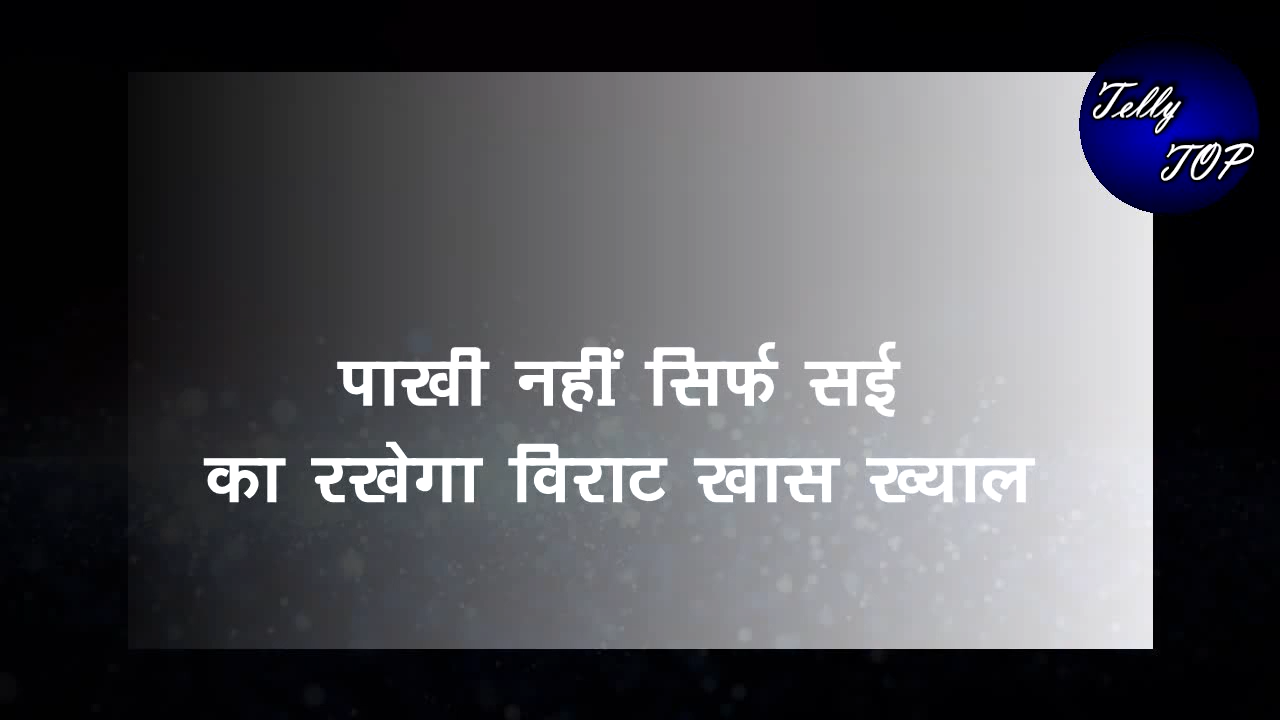 Telly
TOP
पाखी नहीं सिर्फ सई
का रखेगा विराट खास ख्याल